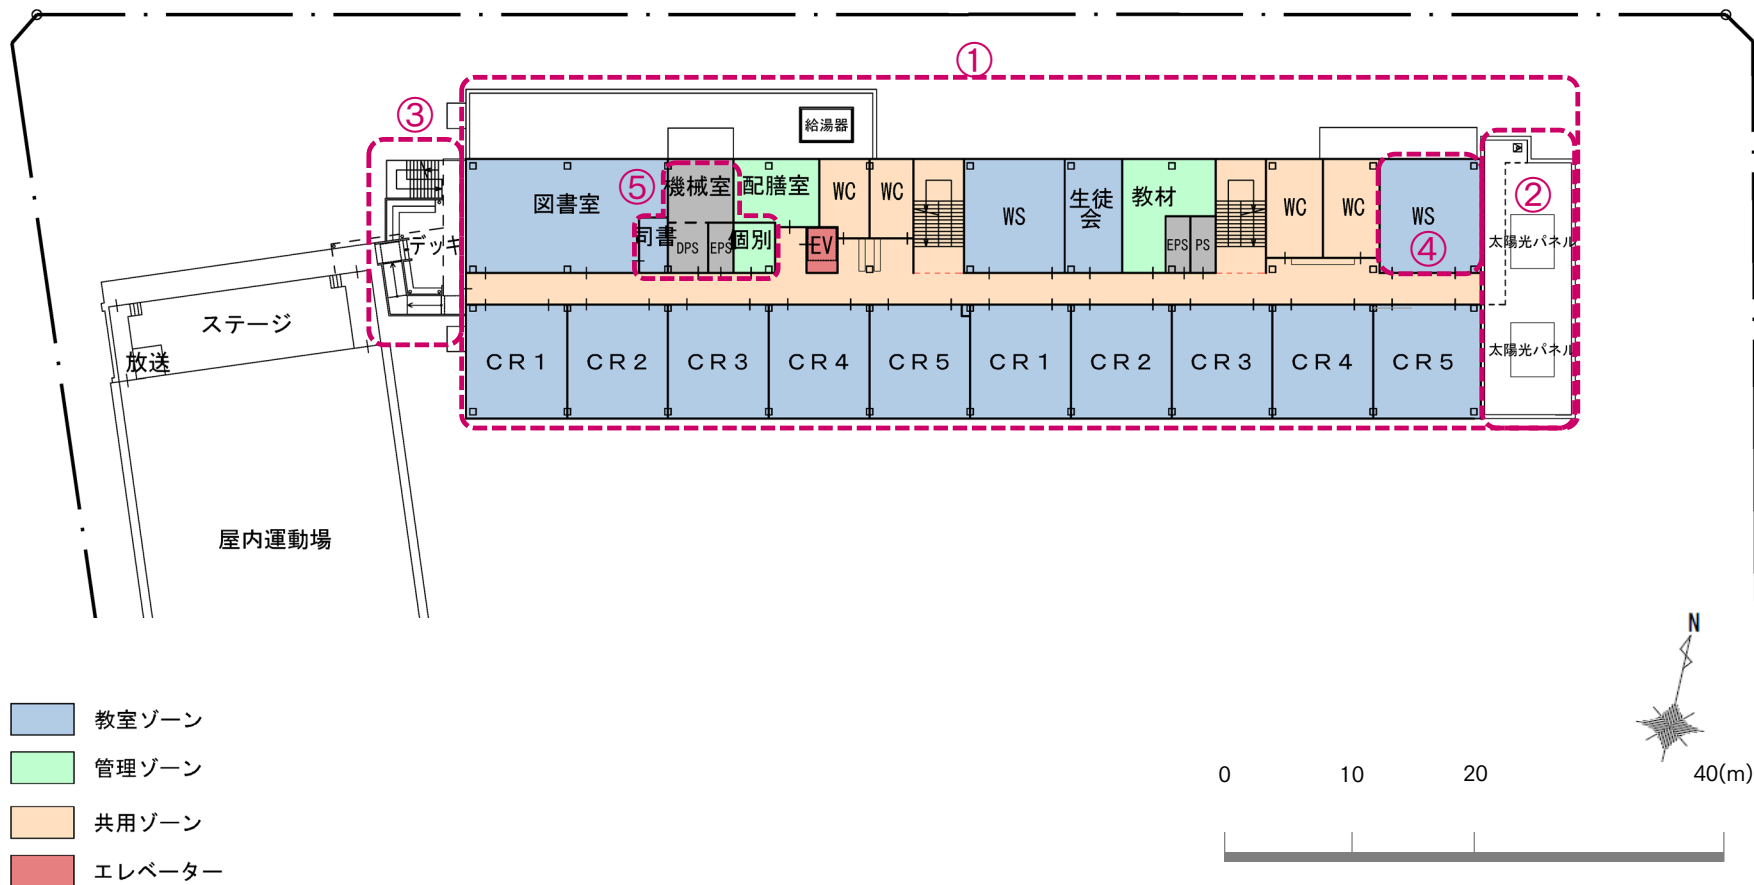 ①
③
給湯器
⑤
機械室
配膳室
図書室
WC
WC
WS
生徒
会
教材
WC
WC
WS
②
司書
DPS
EPS
個別
EV
EPS
PS
④
太陽光パネル
デッキ
ステージ
放送
CR1
CR2
CR3
CR4
CR5
CR1
CR2
CR3
CR4
CR5
太陽光パネル
屋内運動場
N
教室ゾーン
管理ゾーン
共用ゾーン
エレベーター
0
10
20
40(m)